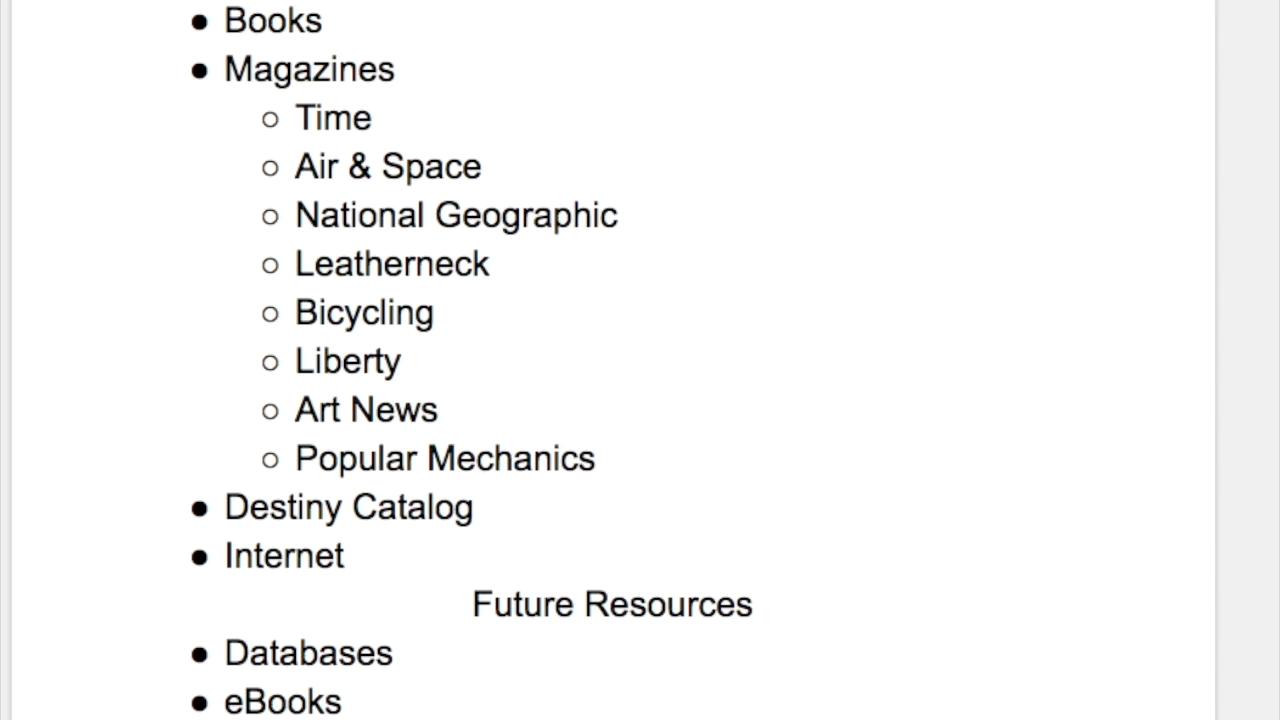 ● Books
● Magazines
○ Time
○ Air & Space
○ National Geographic
○ Leatherneck
○ Bicycling
○ Liberty
○ Art News
○ Popular Mechanics
● Destiny Catalog
● Internet
Future Resources
● Databases
● eBooks